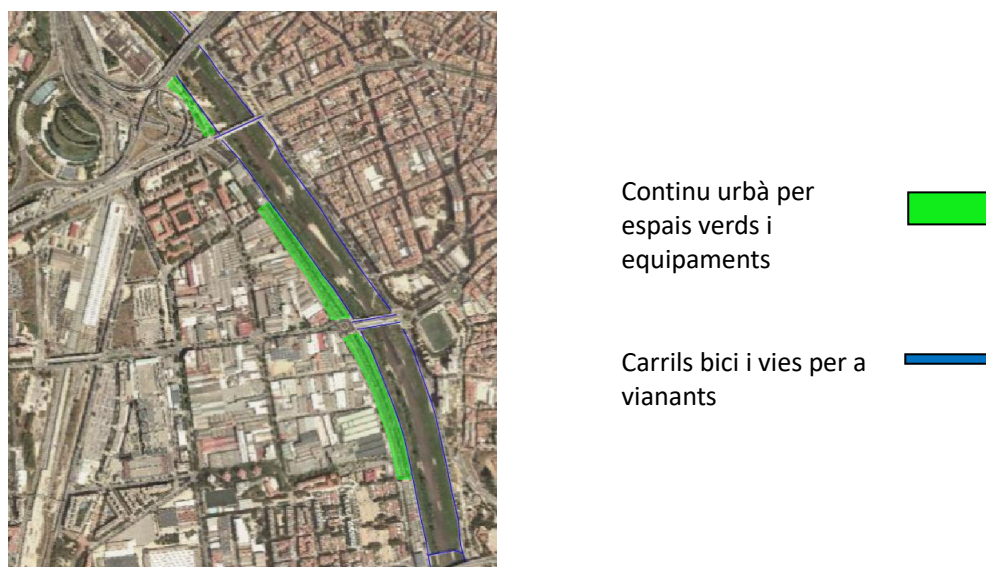 Continu urbà per
espais verds i
equipaments
Carrils bici i vies per a
vianants